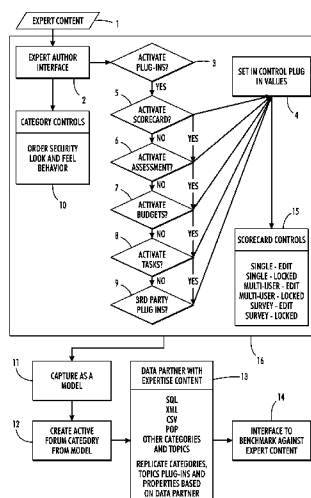 EXPERT CONTENT
1
EXPERT AUTHOR
INTERFACE
2
ACTIVATE
PLUG-INS?
3
SET IN CONTROL PLUG IN
VALUES
4
YES
CATEGORY CONTROLS
ORDER SECURITY
LOOK AND FEEL
BEHAVIOR
10
5
ACTIVATE
SCORECARD?
NO
YES
6
ACTIVATE
ASSESSMENT?
NO
YES
7
ACTIVATE
BUDGETS?
NO
YES
8
ACTIVATE
TASKS?
NO
YES
9
3RD PARTY
PLUG INS?
15
SCORECARD CONTROLS
SINGLE - EDIT
SINGLE - LOCKED
MULTI-USER - EDIT
MULTI-USER - LOCKED
SURVEY - EDIT
SURVEY - LOCKED
16
11
CAPTURE AS A
MODEL
12
CREATE ACTIVE
FORUM CATEGORY
FROM MODEL
DATA PARTNER WITH
EXPERTISE CONTENT
13
SQL
XML
CSV
POP
OTHER CATEGORIES
AND TOPICS
REPLICATE CATEGORIES,
TOPICS PLUG-INS AND
PROPERTIES BASED
ON DATA PARTNER
14
INTERFACE TO
BENCHMARK AGAINST
EXPERT CONTENT